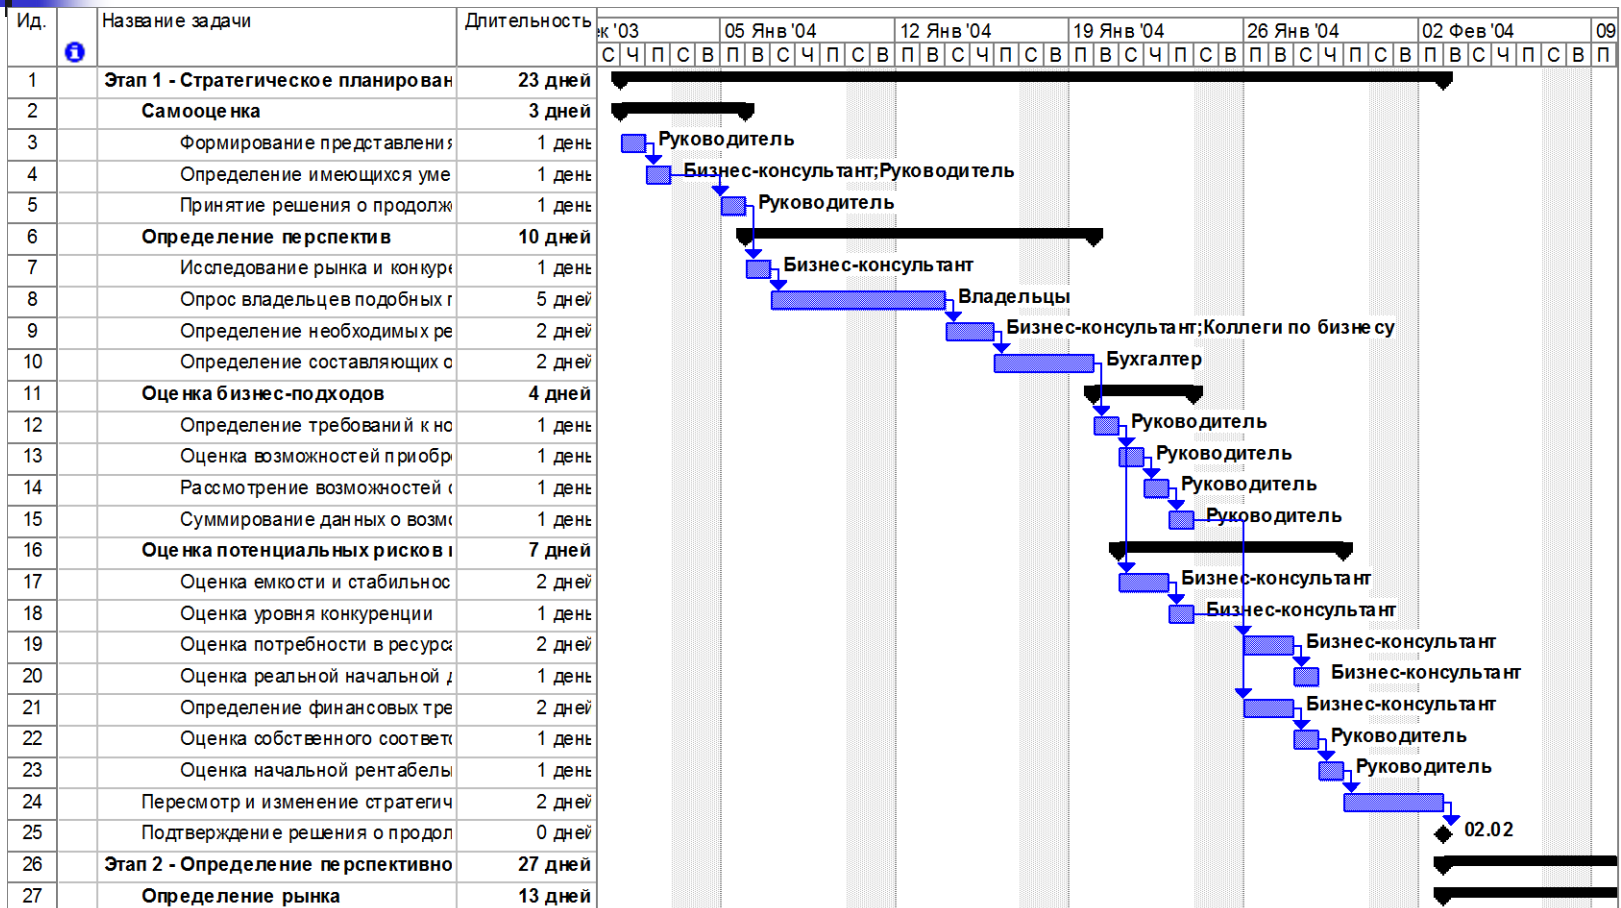 Ид. Название задачи Длительность
ек '03 05 Янв '04 12 Янв '04 19 Янв '04 26 Янв '04 02 Фев '04 09
С Ч П С В П В С Ч П С В П В С Ч П С В П В С Ч П С В П В С Ч П С В П В С Ч П С В П
1 Этап 1 - Стратегическое планирован 23 дней
2 Самооценка 3 дней
3 Формирование представления 1 день Руководитель
4 Определение имеющихся уме 1 день Бизнес-консультант;Руководитель
5 Принятие решения о продолж 1 день Руководитель
6 Определение перспектив 10 дней
7 Исследование рынка и конкуре 1 день Бизнес-консультант
8 Опрос владельцев подобных п 5 дней Владельцы
9 Определение необходимых ре 2 дней Бизнес-консультант;Коллеги по бизнесу
10 Определение составляющих о 2 дней Бухгалтер
11 Оценка бизнес-подходов 4 дней
12 Определение требований к но 1 день Руководитель
13 Оценка возможностей приобр 1 день Руководитель
14 Рассмотрение возможностей с 1 день Руководитель
15 Суммирование данных о возмо 1 день Руководитель
16 Оценка потенциальных рисков и 7 дней
17 Оценка емкости и стабильнос 2 дней Бизнес-консультант
18 Оценка уровня конкуренции 1 день Бизнес-консультант
19 Оценка потребности в ресурса 2 дней Бизнес-консультант
20 Оценка реальной начальной д 1 день Бизнес-консультант
21 Определение финансовых тре 2 дней Бизнес-консультант
22 Оценка собственного соответс 1 день Руководитель
23 Оценка начальной рентабель 1 день Руководитель
24 Пересмотр и изменение стратегич 2 дней
25 Подтверждение решения о продол 0 дней 02.02
26 Этап 2 - Определение перспективно 27 дней
27 Определение рынка 13 дней